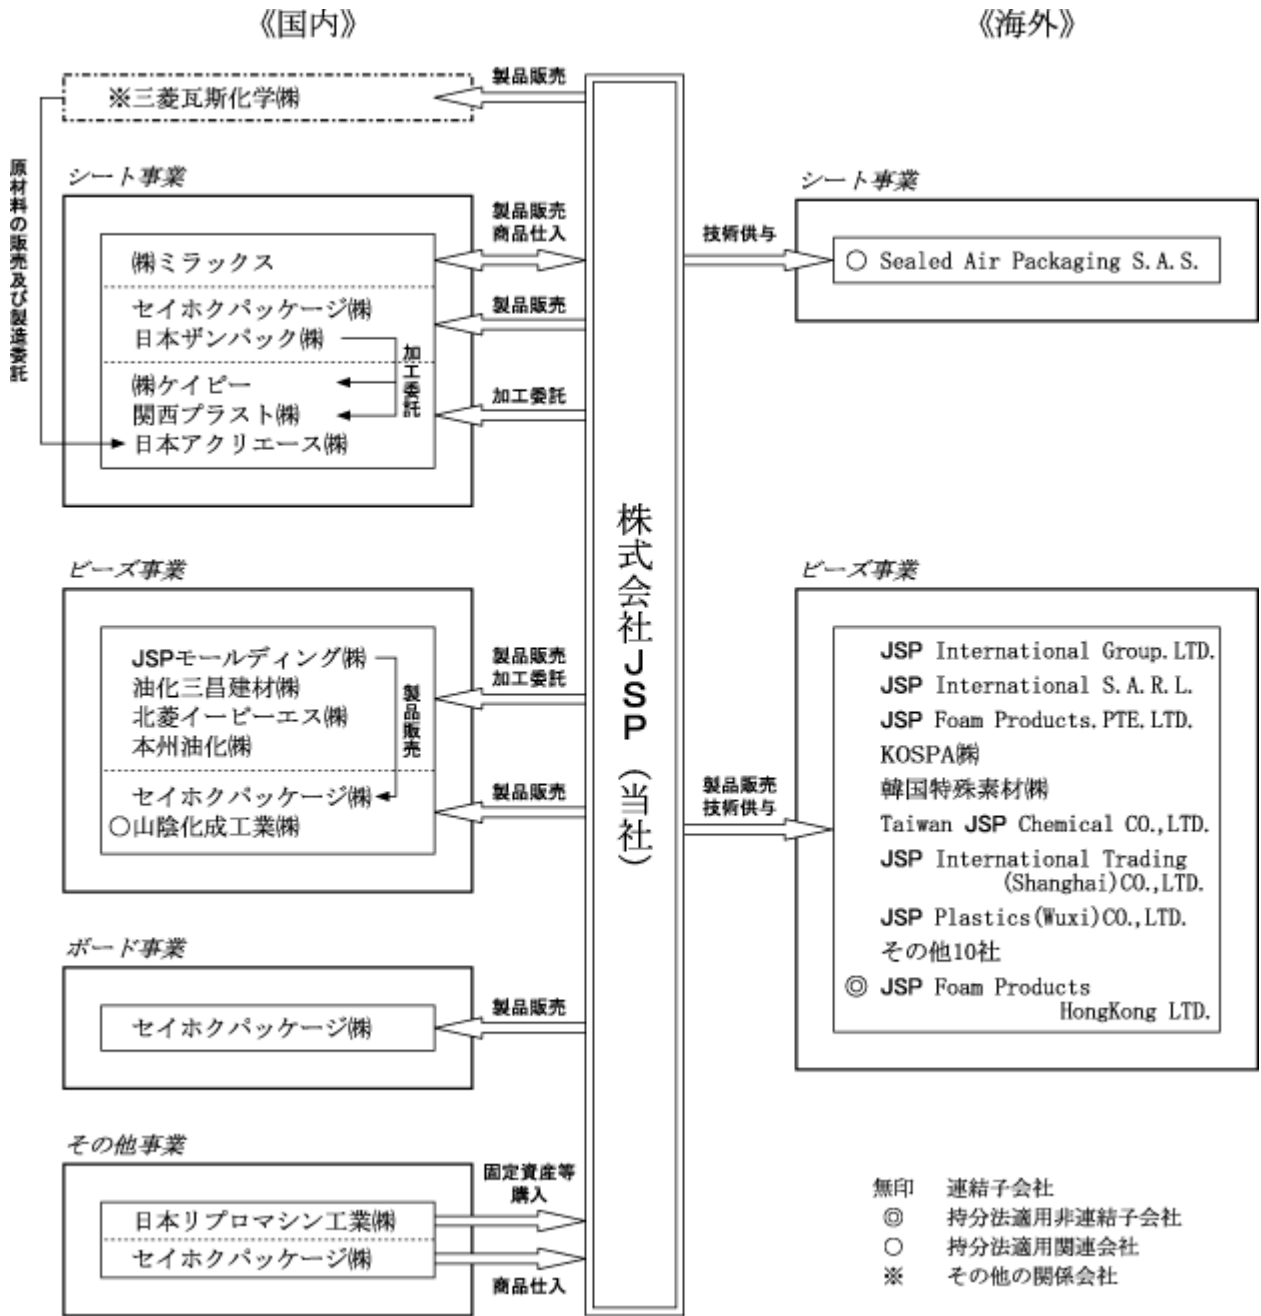 《国内》
《海外》
※三菱瓦斯化学㈱
製品販売
原材料の販売及び製造委託
シート事業
㈱ミラックス
製品販売
商品仕入
セイホクパッケージ㈱
日本ザンパック㈱
製品販売
加工委託
㈱ケイピー
関西プラスト㈱
日本アクリエース㈱
加工委託
ビーズ事業
JSPモールディング㈱
油化三昌建材㈱
北菱イーピーエス㈱
本州油化㈱
製品販売
製品販売
加工委託
セイホクパッケージ㈱
○山陰化成工業㈱
製品販売
ボード事業
セイホクパッケージ㈱
製品販売
その他事業
日本リプロマシン工業㈱
固定資産等
購入
セイホクパッケージ㈱
商品仕入
株式会社JSP（当社）
シート事業
技術供与
○ Sealed Air Packaging S.A.S.
ビーズ事業
製品販売
技術供与
JSP International Group.LTD.
JSP International S.A.R.L.
JSP Foam Products.PTE.LTD.
KOSPA㈱
韓国特殊素材㈱
Taiwan JSP Chemical CO.,LTD.
JSP International Trading
(Shanghai)CO.,LTD.
JSP Plastics(Wuxi)CO.,LTD.
その他10社
◎ JSP Foam Products
HongKong LTD.
無印 連結子会社
◎ 持分法適用非連結子会社
○ 持分法適用関連会社
※ その他の関係会社